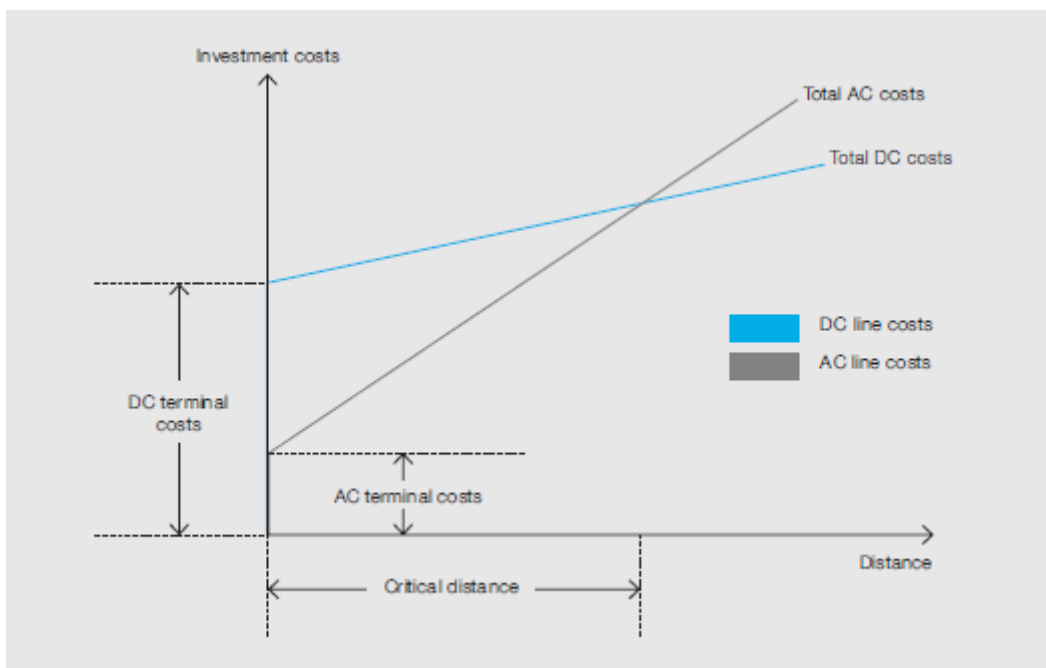 Investment costs
Total AC costs
Total DC costs
DC line costs
AC line costs
DC terminal
costs
AC terminal costs
Distance
Critical distance